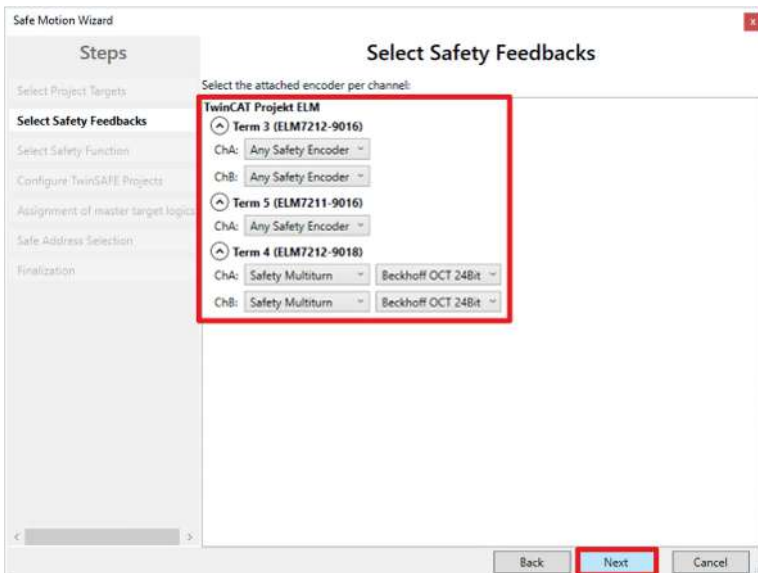 Safe Motion Wizard
x
Steps
Select Project Targets
Select Safety Feedbacks
Select Safety Function
Configure TwinSAFE Projects
Assignment of master target logics
Safe Address Selection
Finalization
Select Safety Feedbacks
Select the attached encoder per channel:
TwinCAT Projekt ELM
Term 3 (ELM7212-9016)
ChA: Any Safety Encoder
ChB: Any Safety Encoder
Term 5 (ELM7211-9016)
ChA: Any Safety Encoder
Term 4 (ELM7212-9018)
ChA: Safety Multiturn Beckhoff OCT 24Bit
ChB: Safety Multiturn Beckhoff OCT 24Bit
Back Next Cancel